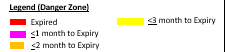 Legend (Danger Zone)
Expired
<1 month to Expiry
<2 month to Expiry
<3 month to Expiry